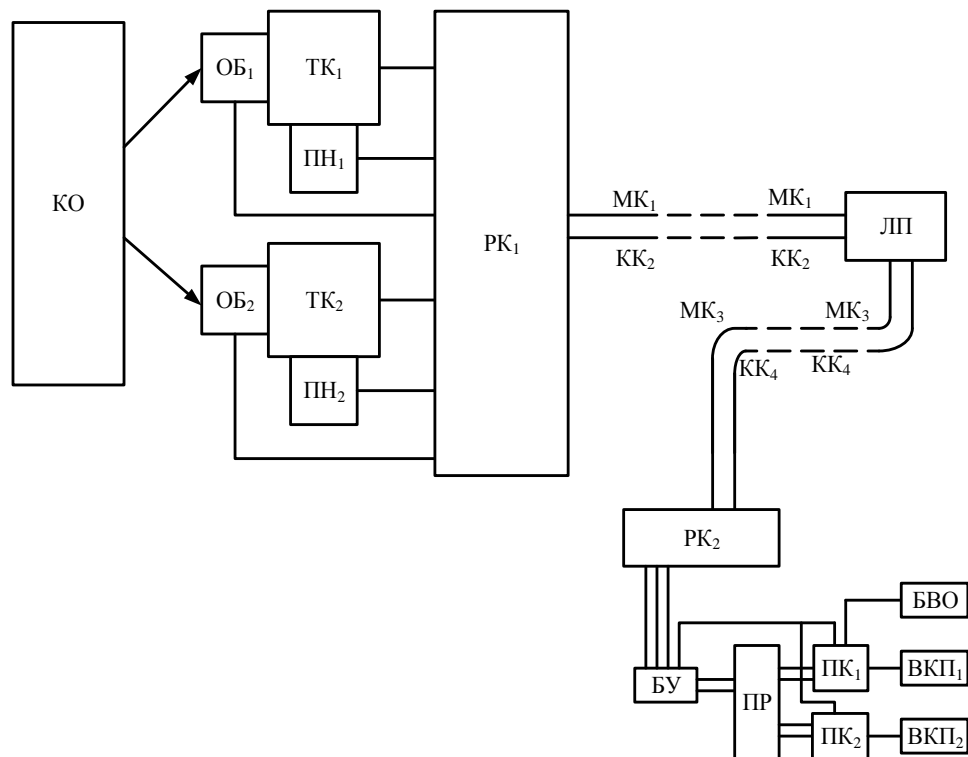 КО
ОБ₁
ТК₁
ПН₁
ОБ₂
ТК₂
ПН₂
РК₁
МК₁
МК₁
КК₂
КК₂
ЛП
МК₃
МК₃
КК₄
КК₄
РК₂
БУ
ПР
ПК₁
ПК₂
БВО
ВКП₁
ВКП₂